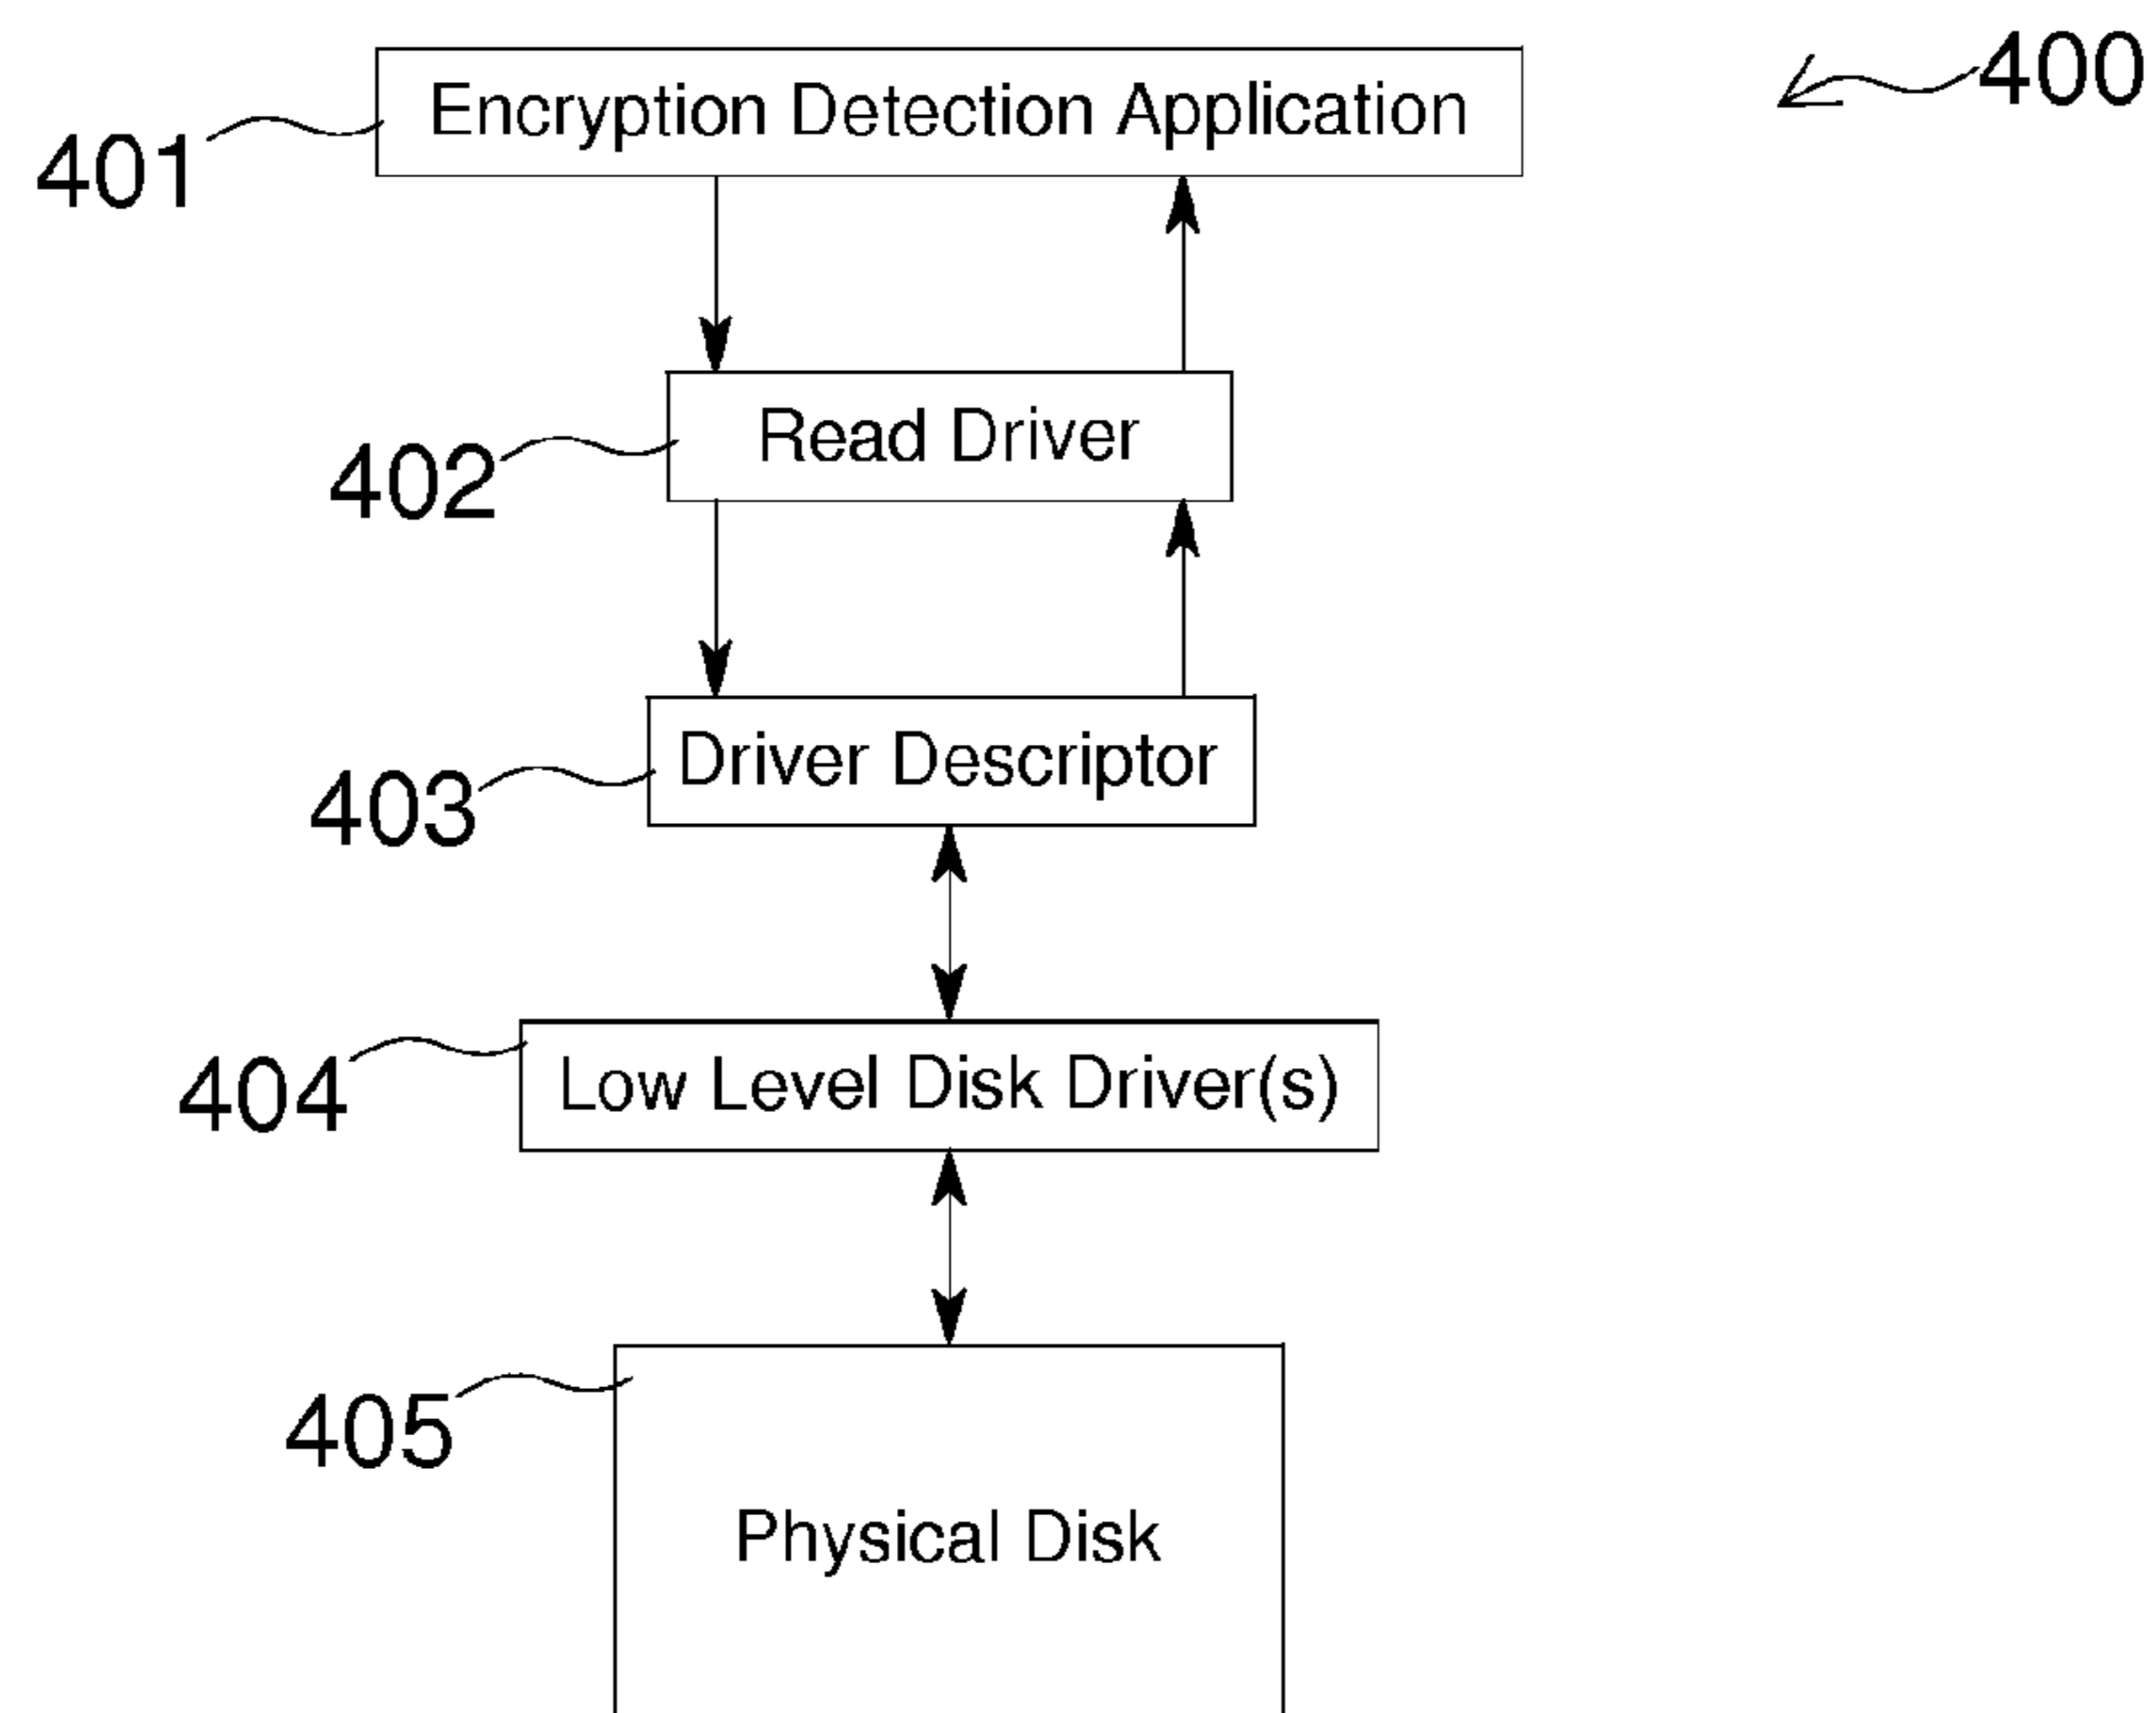 400
Encryption Detection Application
401
Read Driver
402
Driver Descriptor
403
Low Level Disk Driver(s)
404
405
Physical Disk